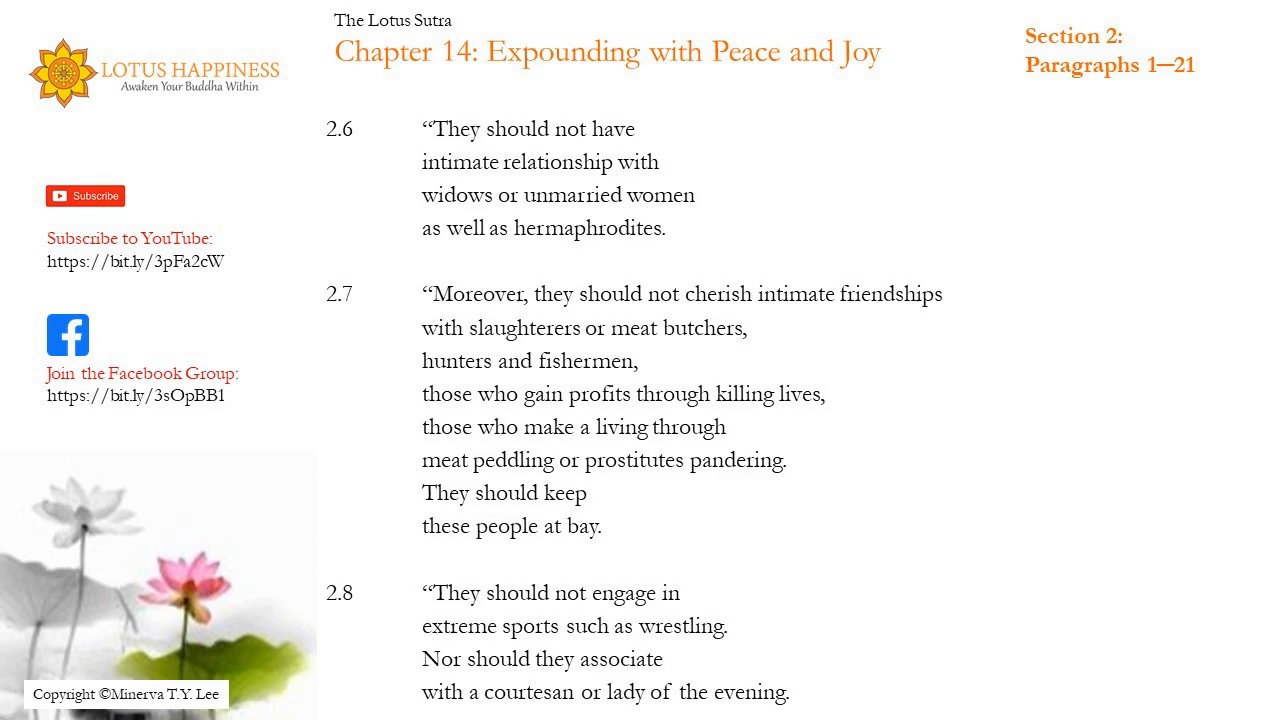 The Lotus Sutra
Chapter 14: Expounding with Peace and Joy
Section 2:
Paragraphs 1—21
LOTUS HAPPINESS
Awaken Your Buddha Within
Subscribe
Subscribe to YouTube:
https://bit.ly/3pFa2cW
Join the Facebook Group:
https://bit.ly/3sOpBB1
2.6 “They should not have
intimate relationship with
widows or unmarried women
as well as hermaphrodites.
2.7 “Moreover, they should not cherish intimate friendships
with slaughterers or meat butchers,
hunters and fishermen,
those who gain profits through killing lives,
those who make a living through
meat peddling or prostitutes pandering.
They should keep
these people at bay.
2.8 “They should not engage in
extreme sports such as wrestling.
Nor should they associate
with a courtesan or lady of the evening.
Copyright ©Minerva T.Y. Lee